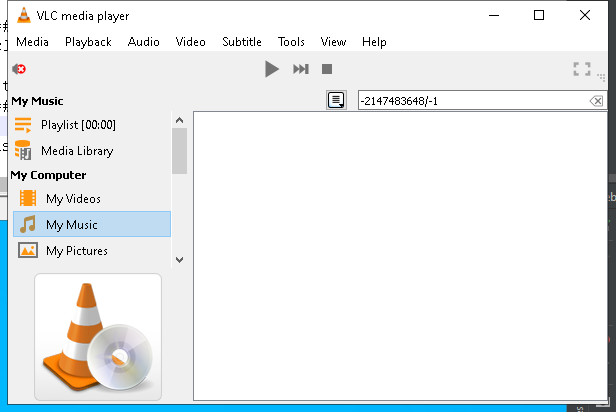 VLC media player
Media Playback Audio Video Subtitle Tools View Help
My Music
-2147483648/-1
Playlist [00:00]
Media Library
My Computer
My Videos
My Music
My Pictures